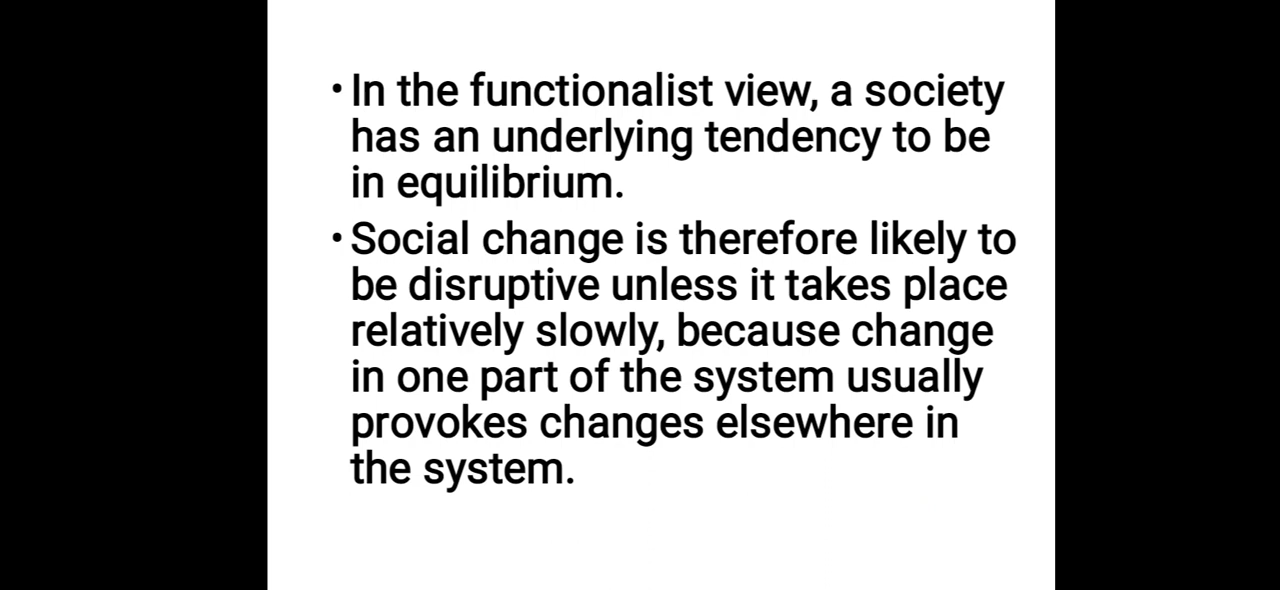 • In the functionalist view, a society
has an underlying tendency to be
in equilibrium.
• Social change is therefore likely to
be disruptive unless it takes place
relatively slowly, because change
in one part of the system usually
provokes changes elsewhere in
the system.